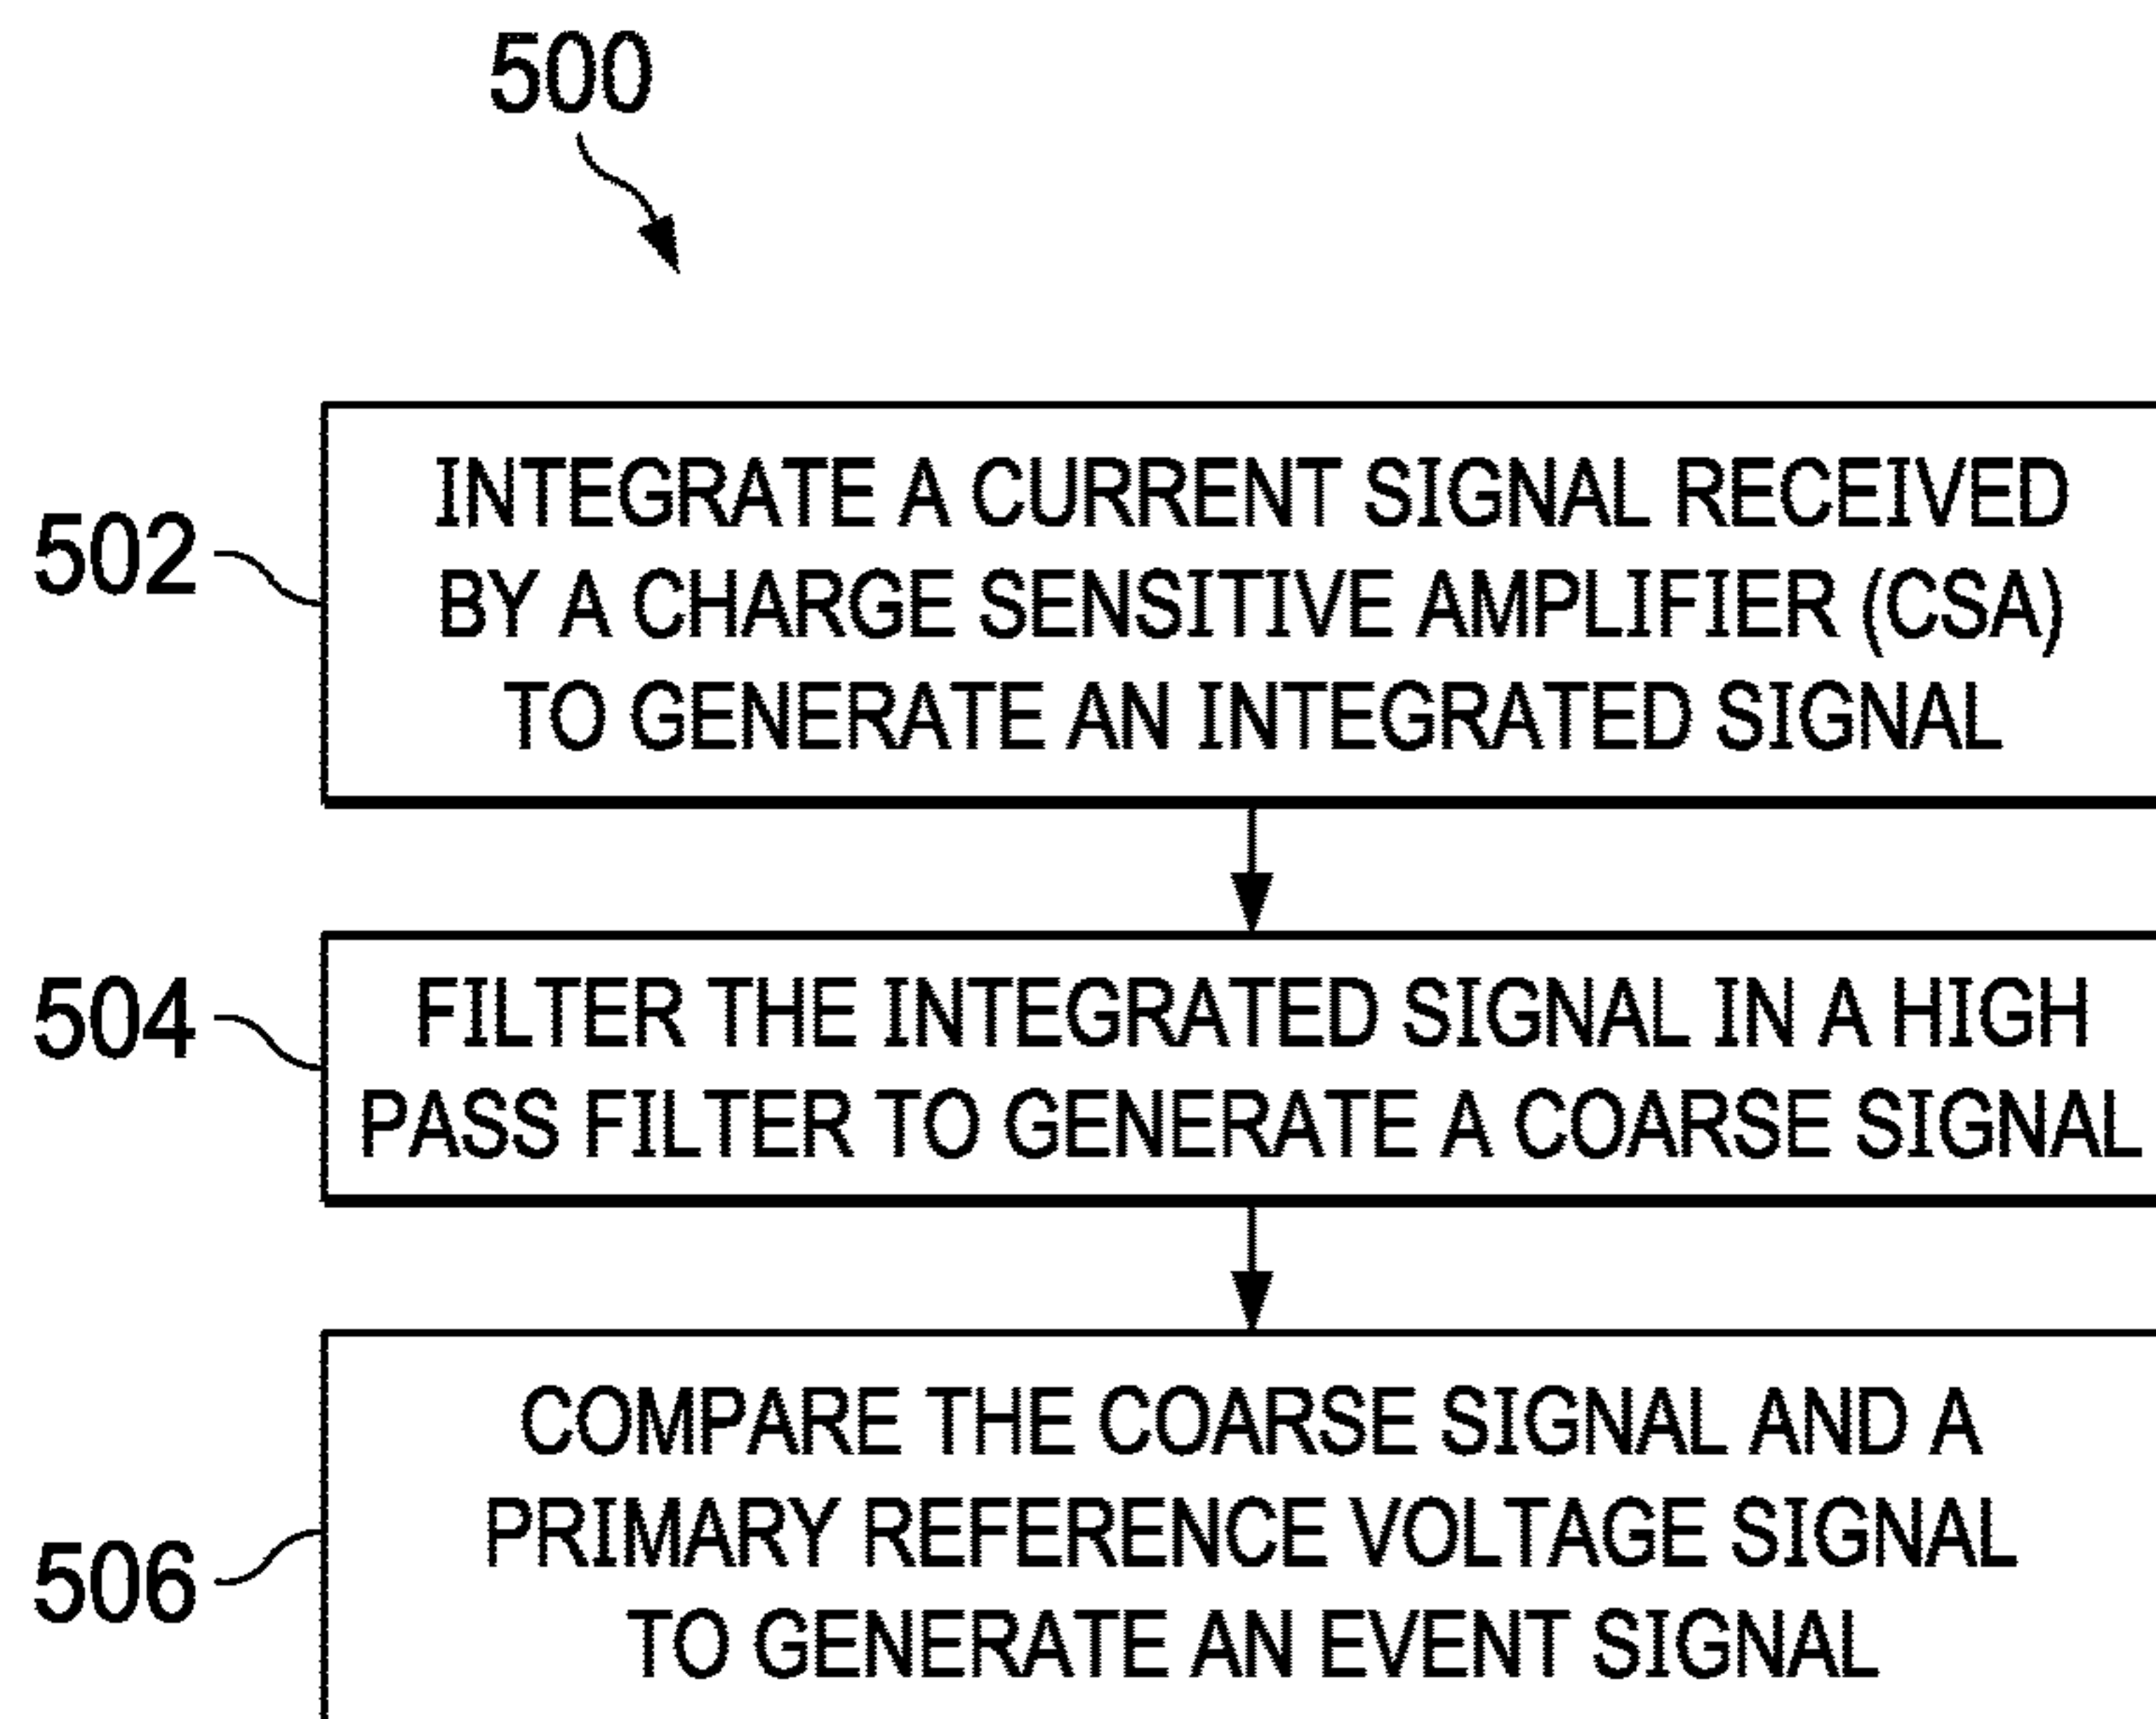 500
502
INTEGRATE A CURRENT SIGNAL RECEIVED
BY A CHARGE SENSITIVE AMPLIFIER (CSA)
TO GENERATE AN INTEGRATED SIGNAL
504
FILTER THE INTEGRATED SIGNAL IN A HIGH
PASS FILTER TO GENERATE A COARSE SIGNAL
506
COMPARE THE COARSE SIGNAL AND A
PRIMARY REFERENCE VOLTAGE SIGNAL
TO GENERATE AN EVENT SIGNAL